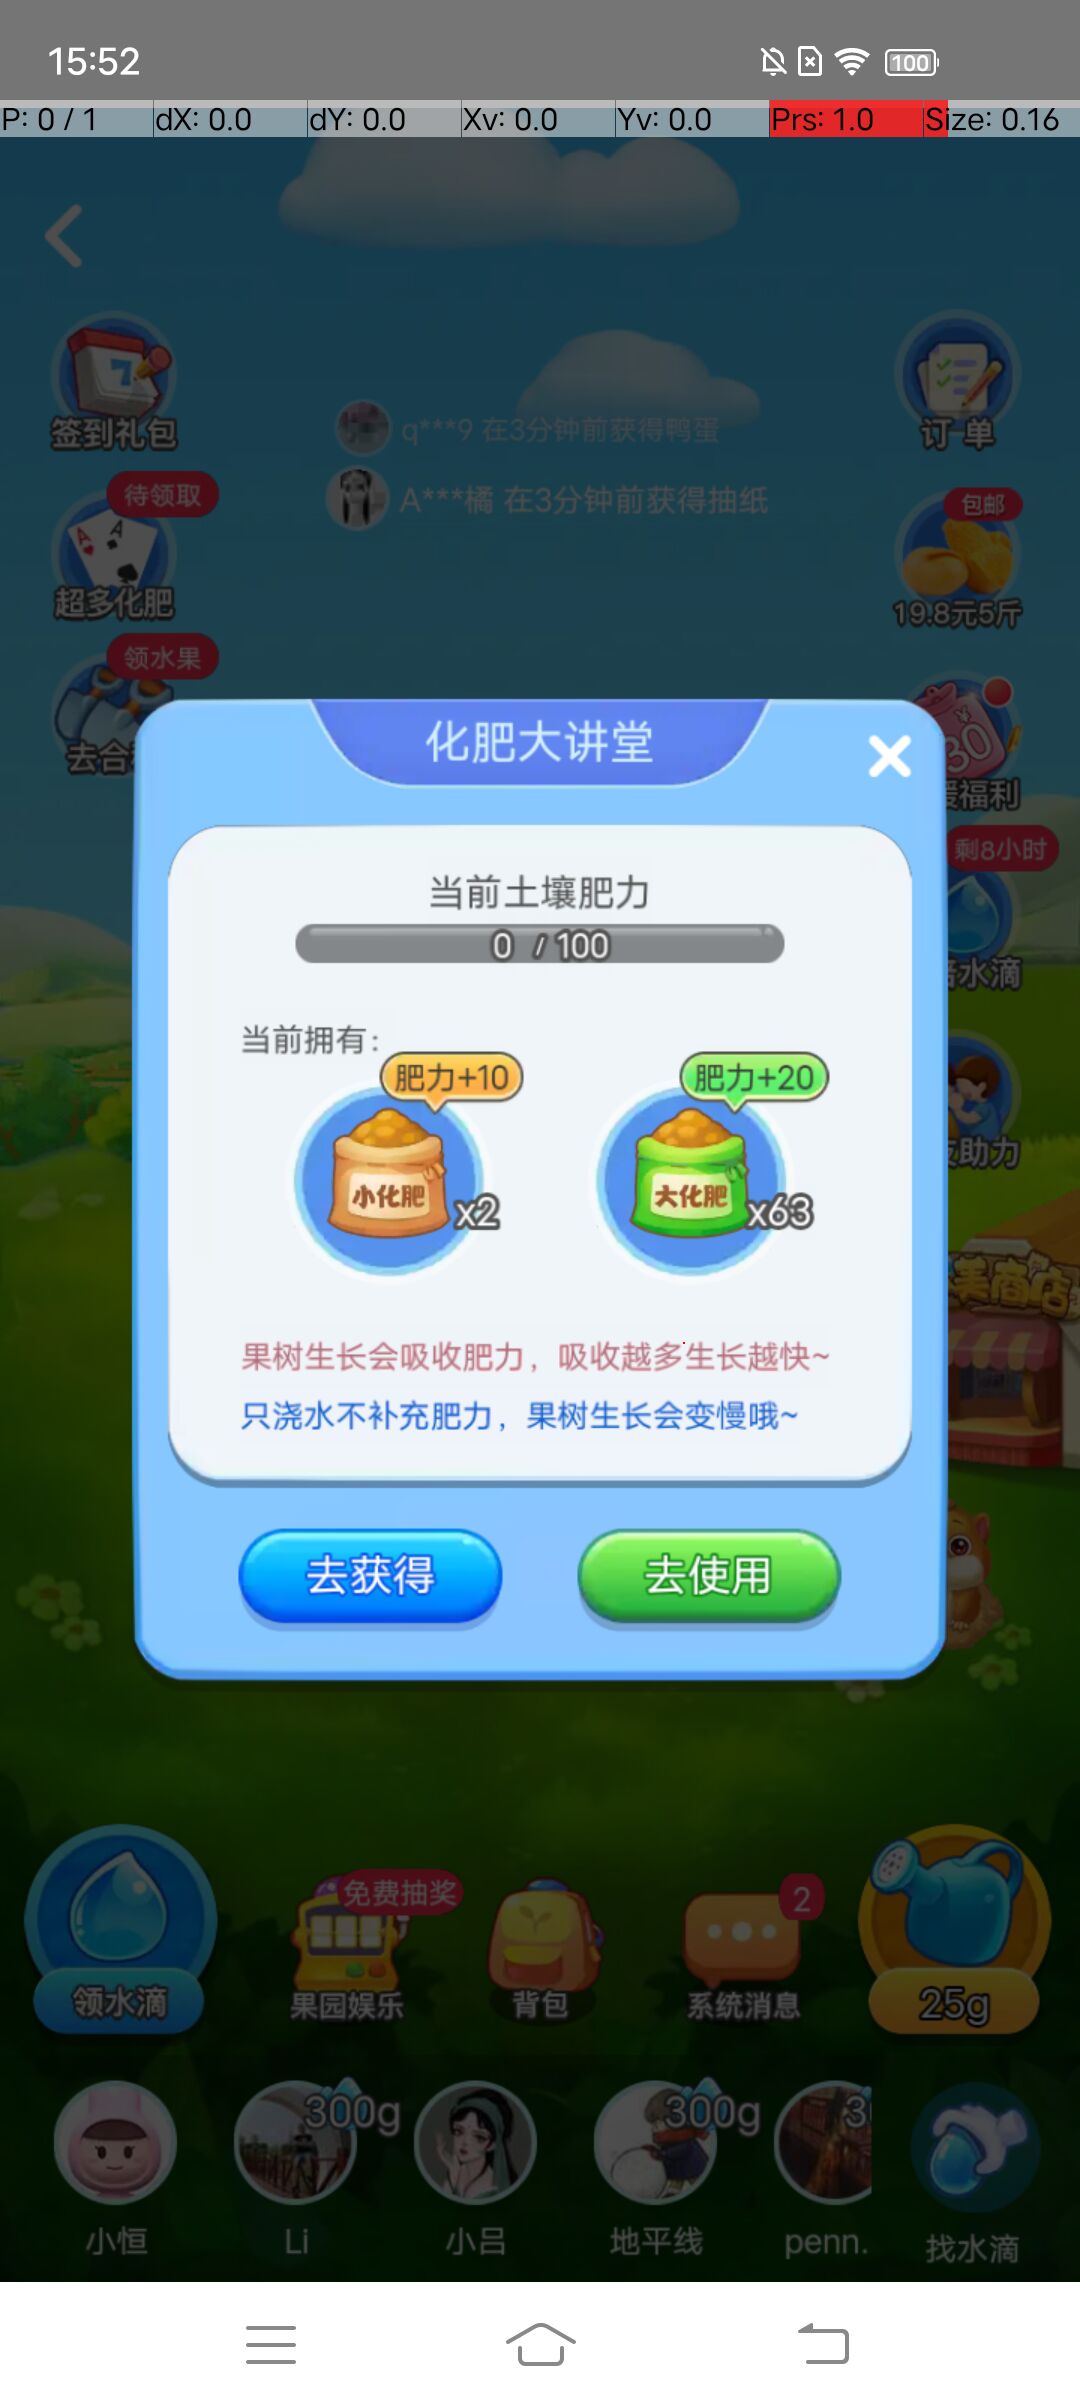 15:52
100
P: 0 / 1
dX: 0.0
dY: 0.0
Xv: 0.0
Yv: 0.0
Prs: 1.0
Size: 0.16
签到礼包
订单
q***9 在3分钟前获得鸭蛋
A***橘 在3分钟前获得抽纸
待领取
超多化肥
包邮
19.8元5斤
领水果
去合
30
福利
剩8小时
水滴
助力
美商店
化肥大讲堂
当前土壤肥力
0 / 100
当前拥有:
肥力+10
肥力+20
小化肥
x2
大化肥
x63
果树生长会吸收肥力，吸收越多生长越快~
只浇水不补充肥力，果树生长会变慢哦~
去获得
去使用
领水滴
免费抽奖
果园娱乐
背包
2
系统消息
25g
300g
300g
3
小恒
Li
小吕
地平线
penn.
找水滴